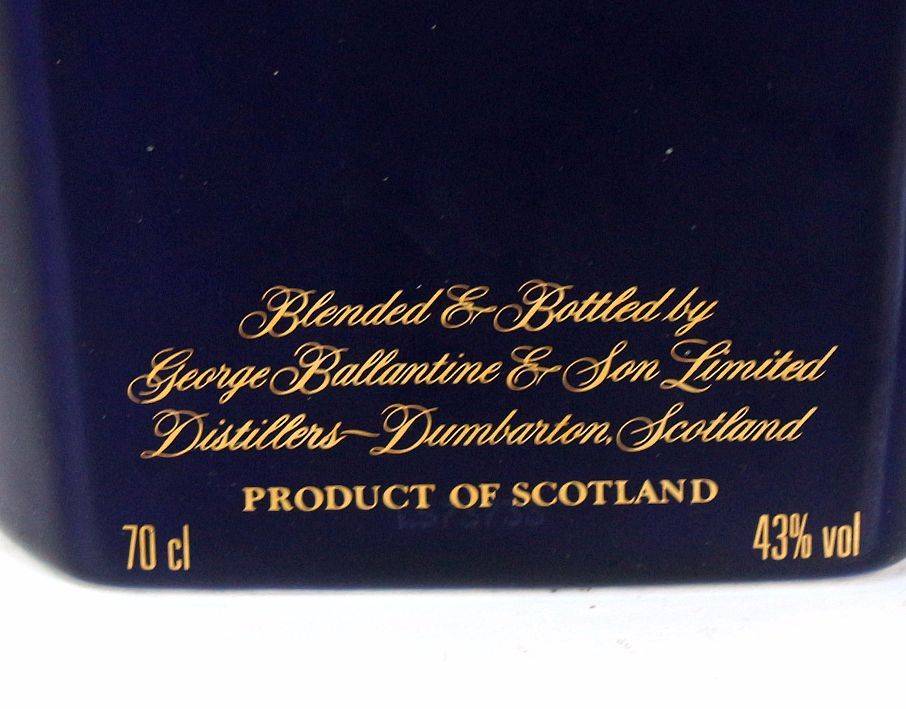 Blended & Bottled by
George Ballantine & Son Limited
Distillers~Dumbarton, Scotland
PRODUCT OF SCOTLAND
70 cl
43% vol